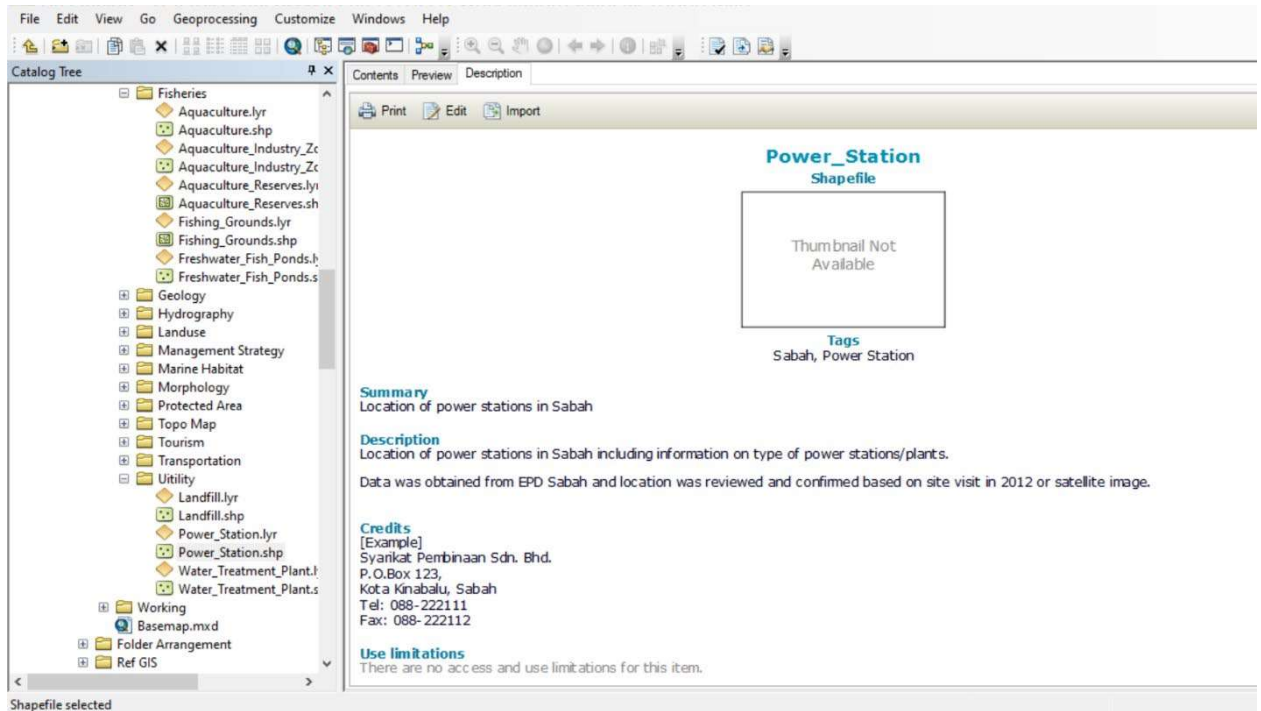 File Edit View Go Geoprocessing Customize Windows Help
Catalog Tree
Fisheries
Aquaculture.lyr
Aquaculture.shp
Aquaculture_Industry_Zo
Aquaculture_Industry_Zo
Aquaculture_Reserves.lyr
Aquaculture_Reserves.sh
Fishing_Grounds.lyr
Fishing_Grounds.shp
Freshwater_Fish_Ponds.ly
Freshwater_Fish_Ponds.s
Geology
Hydrography
Landuse
Management Strategy
Marine Habitat
Morphology
Protected Area
Topo Map
Tourism
Transportation
Uitility
Landfill.lyr
Landfill.shp
Power_Station.lyr
Power_Station.shp
Water_Treatment_Plant.l
Water_Treatment_Plant.s
Working
Basemap.mxd
Folder Arrangement
Ref GIS
Contents Preview Description
Print Edit Import
Power_Station
Shapefile
Thumbnail Not
Available
Tags
Sabah, Power Station
Summary
Location of power stations in Sabah
Description
Location of power stations in Sabah including information on type of power stations/plants.
Data was obtained from EPD Sabah and location was reviewed and confirmed based on site visit in 2012 or satellite image.
Credits
[Example]
Syarikat Pembinaan Sdn. Bhd.
P.O.Box 123,
Kota Kinabalu, Sabah
Tel: 088-222111
Fax: 088-222112
Use limitations
There are no access and use limitations for this item.
Shapefile selected